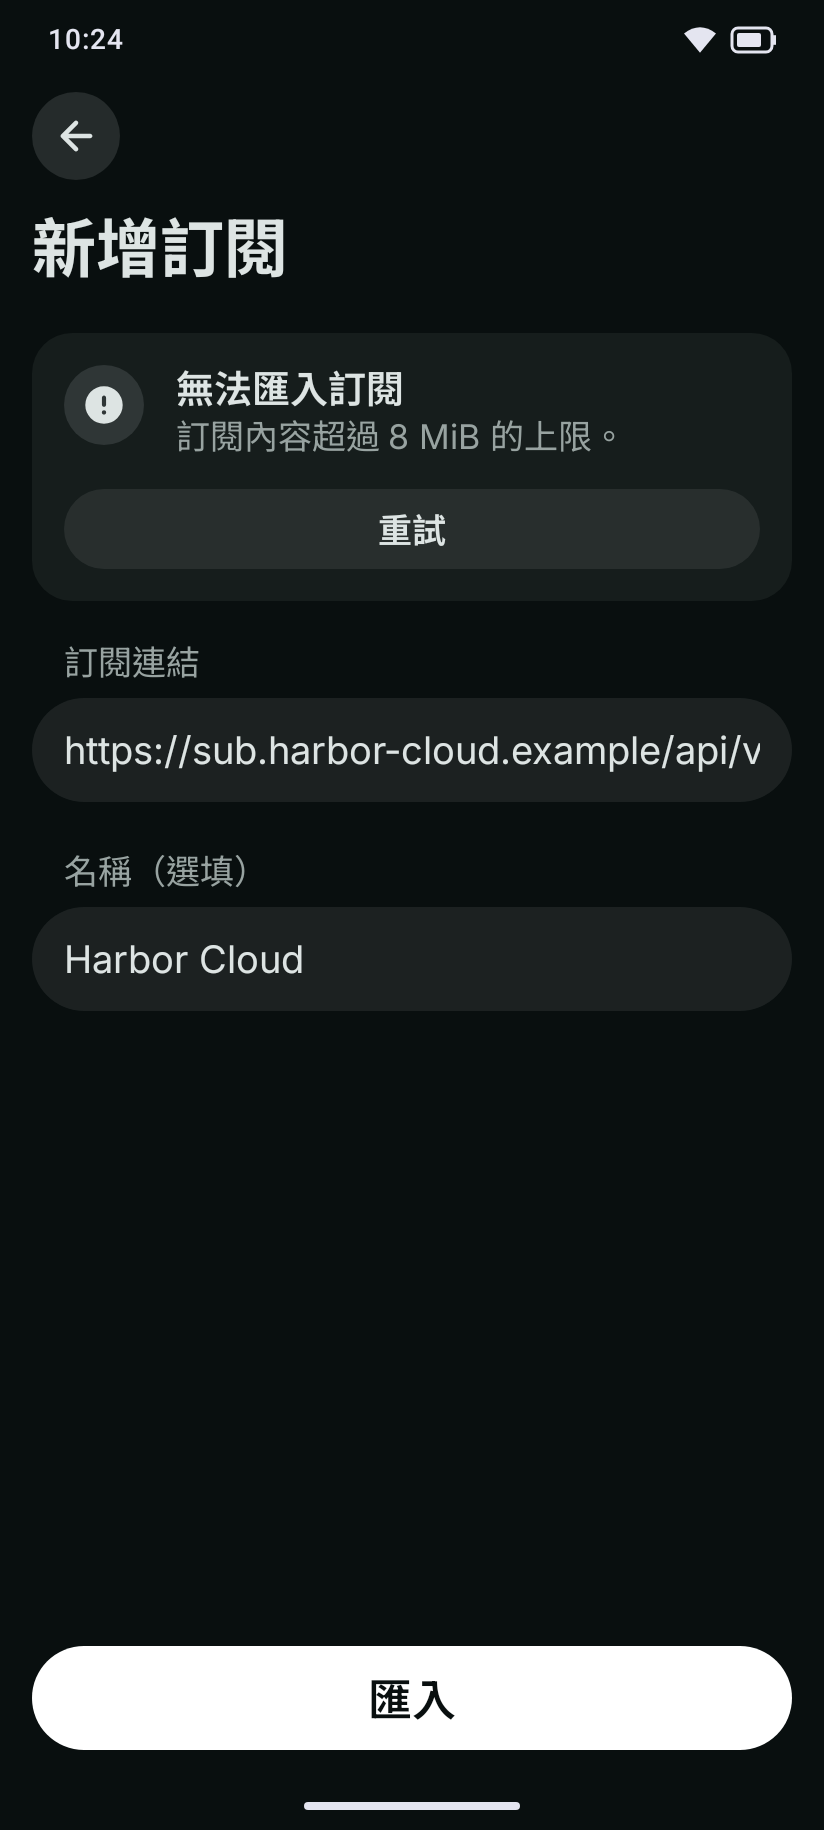 10:24
新增訂閱
無法匯入訂閱
訂閱內容超過 8 MiB 的上限。
重試
訂閱連結
https://sub.harbor-cloud.example/api/v
名稱（選填）
Harbor Cloud
匯入